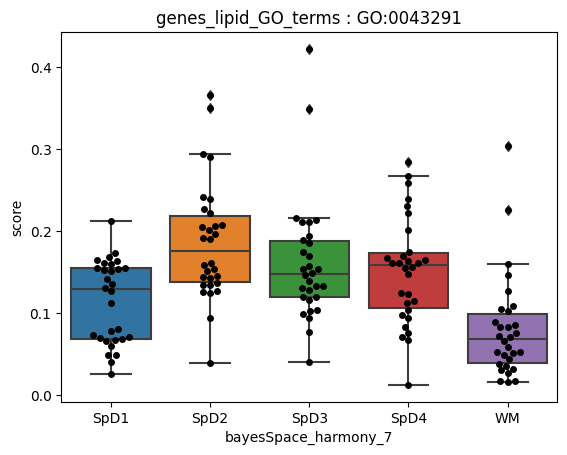 genes_lipid_GO_terms : GO:0043291
score
0.4
0.3
0.2
0.1
0.0
SpD1 SpD2 SpD3 SpD4 WM
bayesSpace_harmony_7